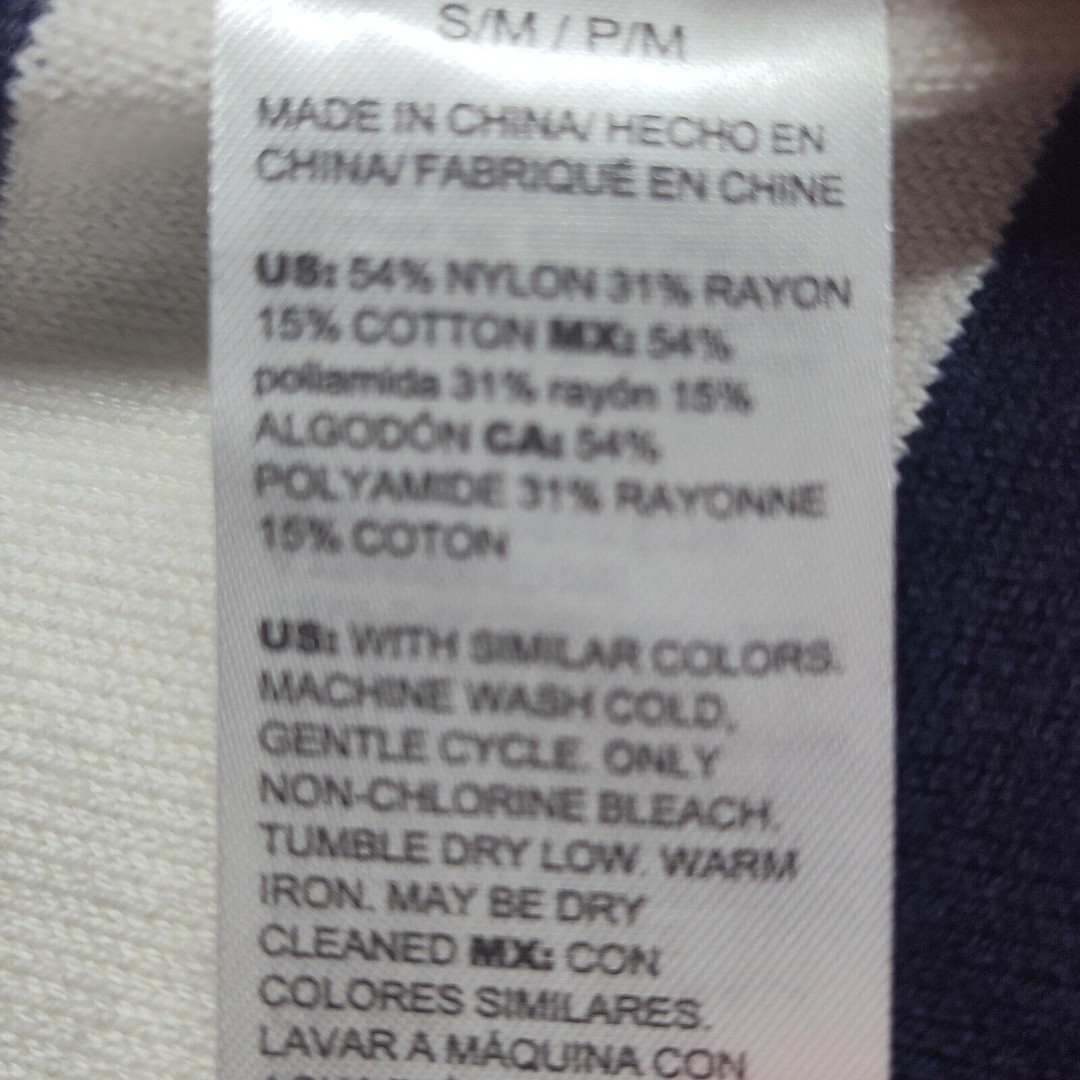 S/M / P/M
MADE IN CHINA/ HECHO EN
CHINA/ FABRIQUÉ EN CHINE
US: 54% NYLON 31% RAYON
15% COTTON MX: 54%
poliamida 31% rayón 15%
ALGODÓN CA: 54%
POLYAMIDE 31% RAYONNE
15% COTON
US: WITH SIMILAR COLORS.
MACHINE WASH COLD,
GENTLE CYCLE. ONLY
NON-CHLORINE BLEACH.
TUMBLE DRY LOW. WARM
IRON. MAY BE DRY
CLEANED MX: CON
COLORES SIMILARES.
LAVAR A MÁQUINA CON